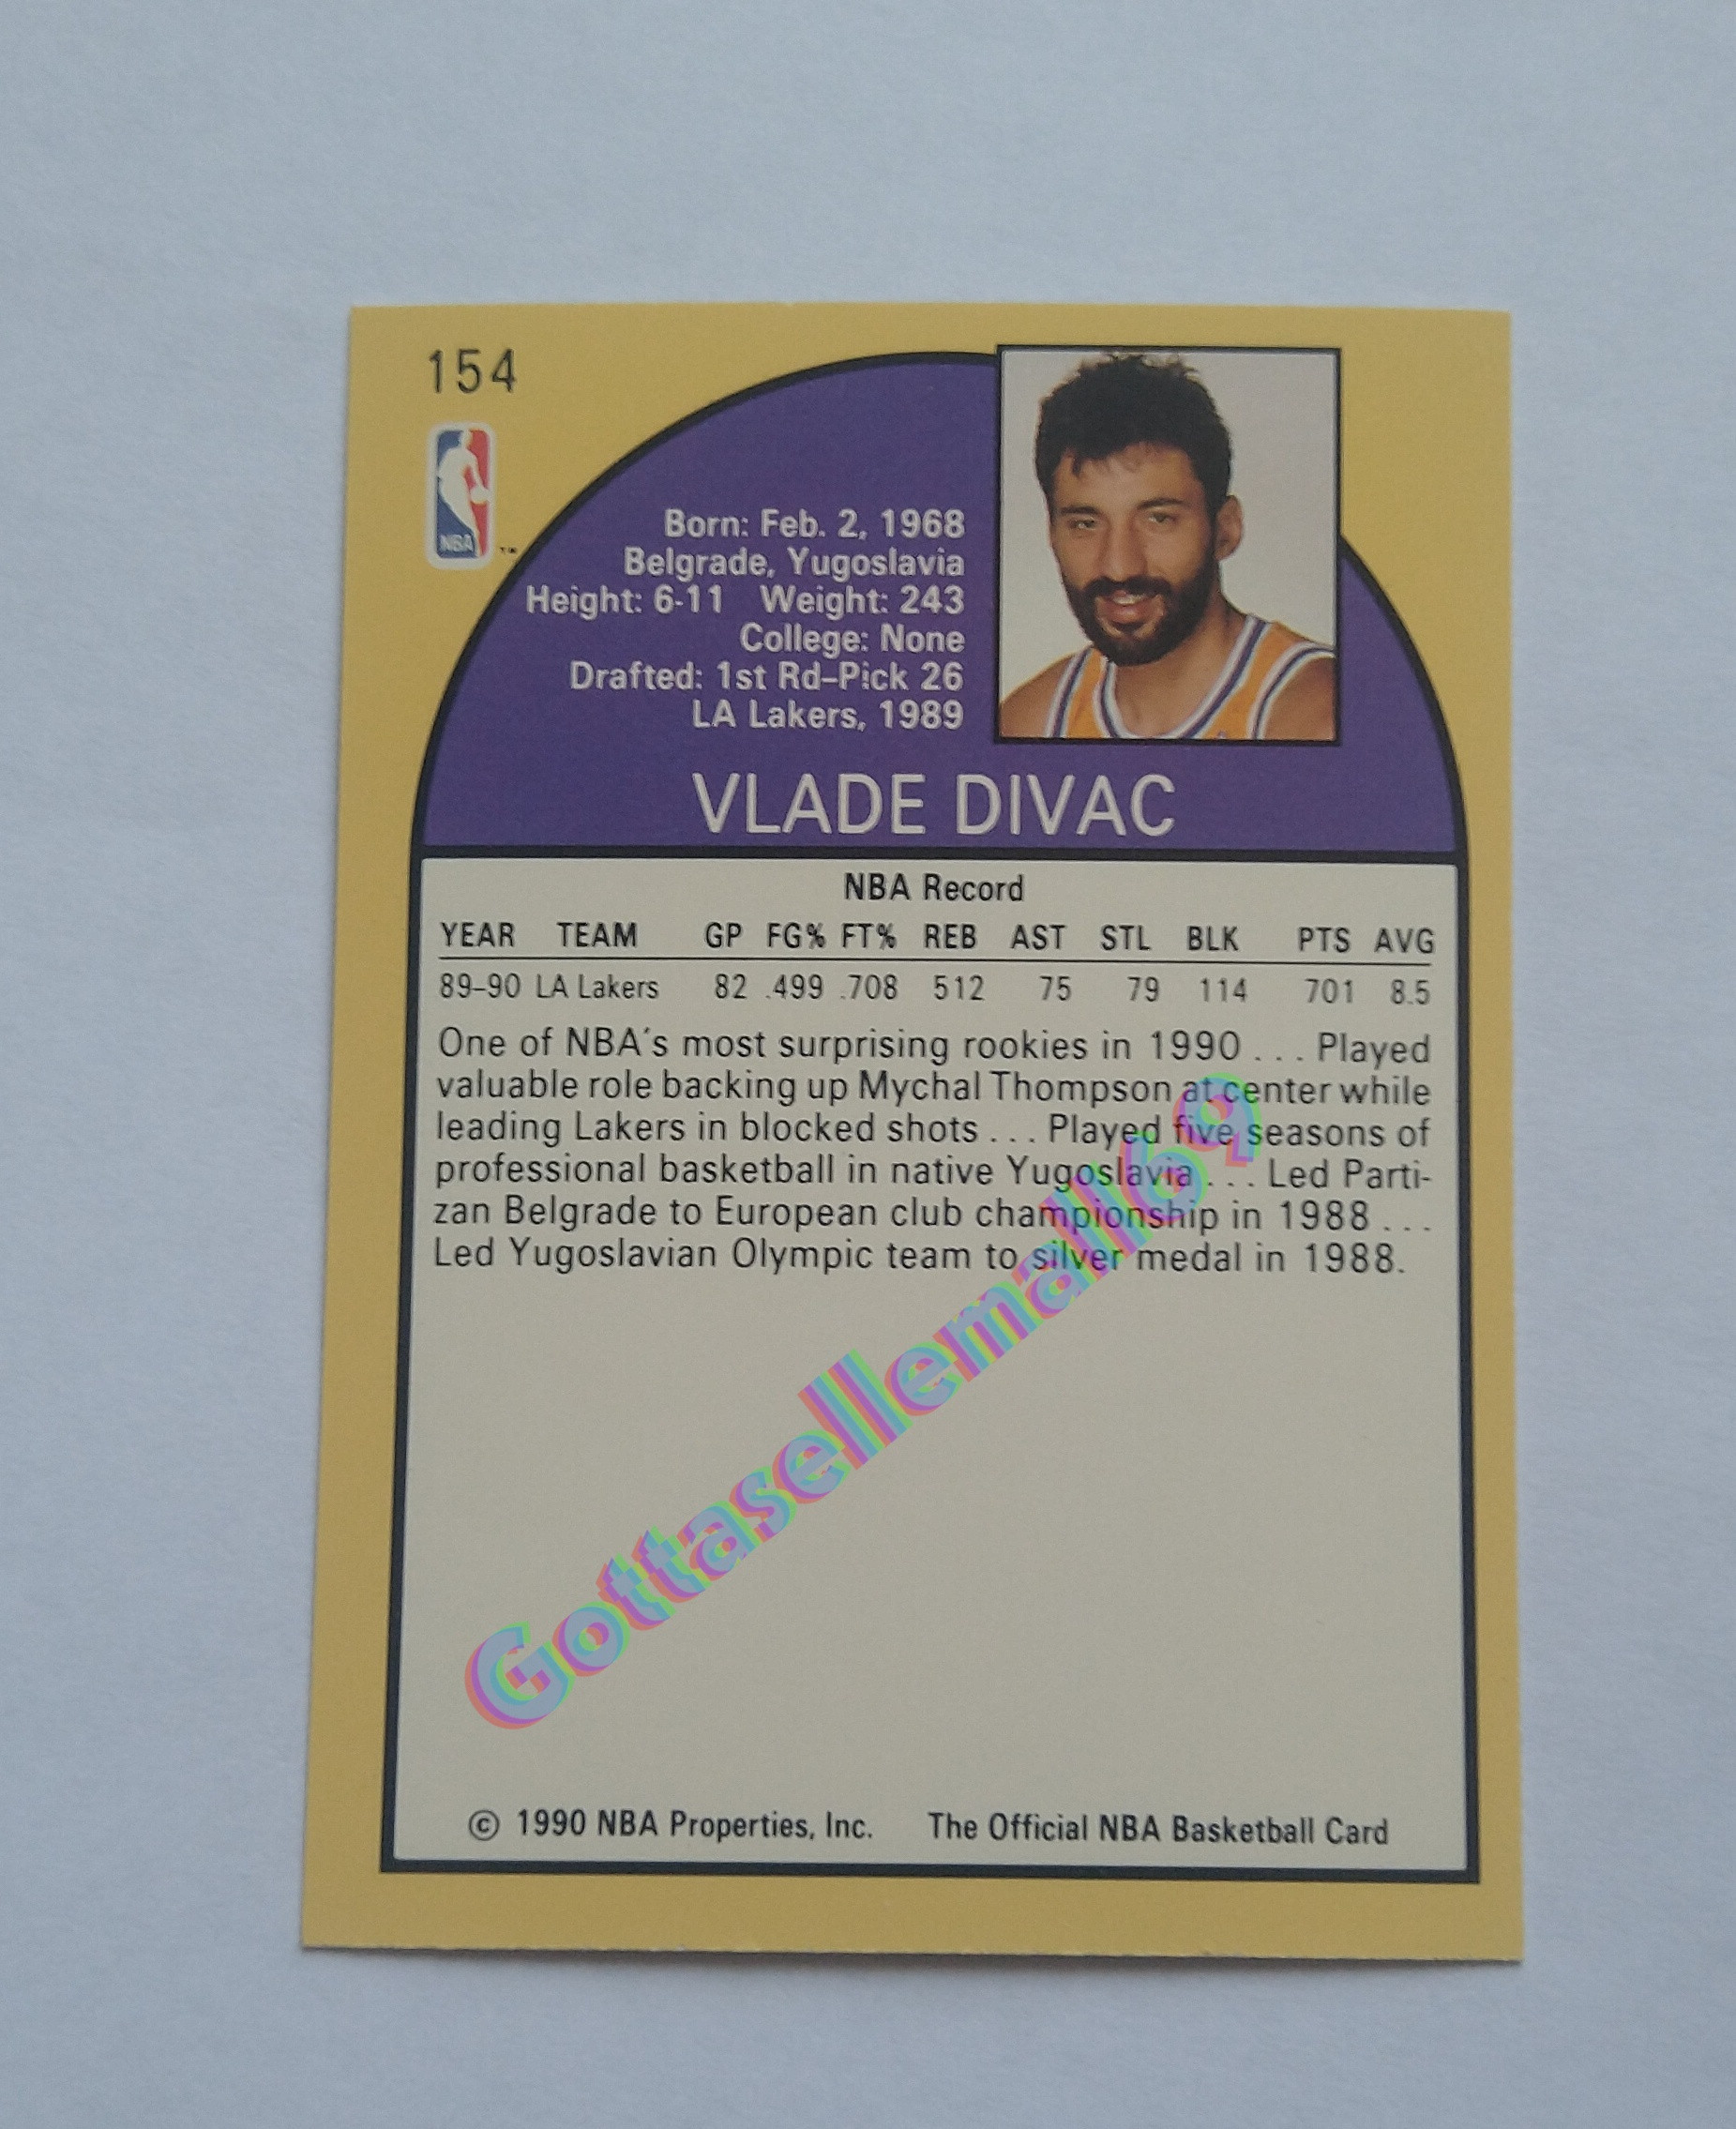 154
NBA
™
Born: Feb. 2, 1968
Belgrade, Yugoslavia
Height: 6-11 Weight: 243
College: None
Drafted: 1st Rd–Pick 26
LA Lakers, 1989
VLADE DIVAC
NBA Record
YEAR TEAM GP FG% FT% REB AST STL BLK PTS AVG
89–90 LA Lakers 82 .499 .708 512 75 79 114 701 8.5
One of NBA's most surprising rookies in 1990 . . . Played
valuable role backing up Mychal Thompson at center while
leading Lakers in blocked shots . . . Played five seasons of
professional basketball in native Yugoslavia . . . Led Parti-
zan Belgrade to European club championship in 1988 . . .
Led Yugoslavian Olympic team to silver medal in 1988.
Gottasellemall69
© 1990 NBA Properties, Inc. The Official NBA Basketball Card